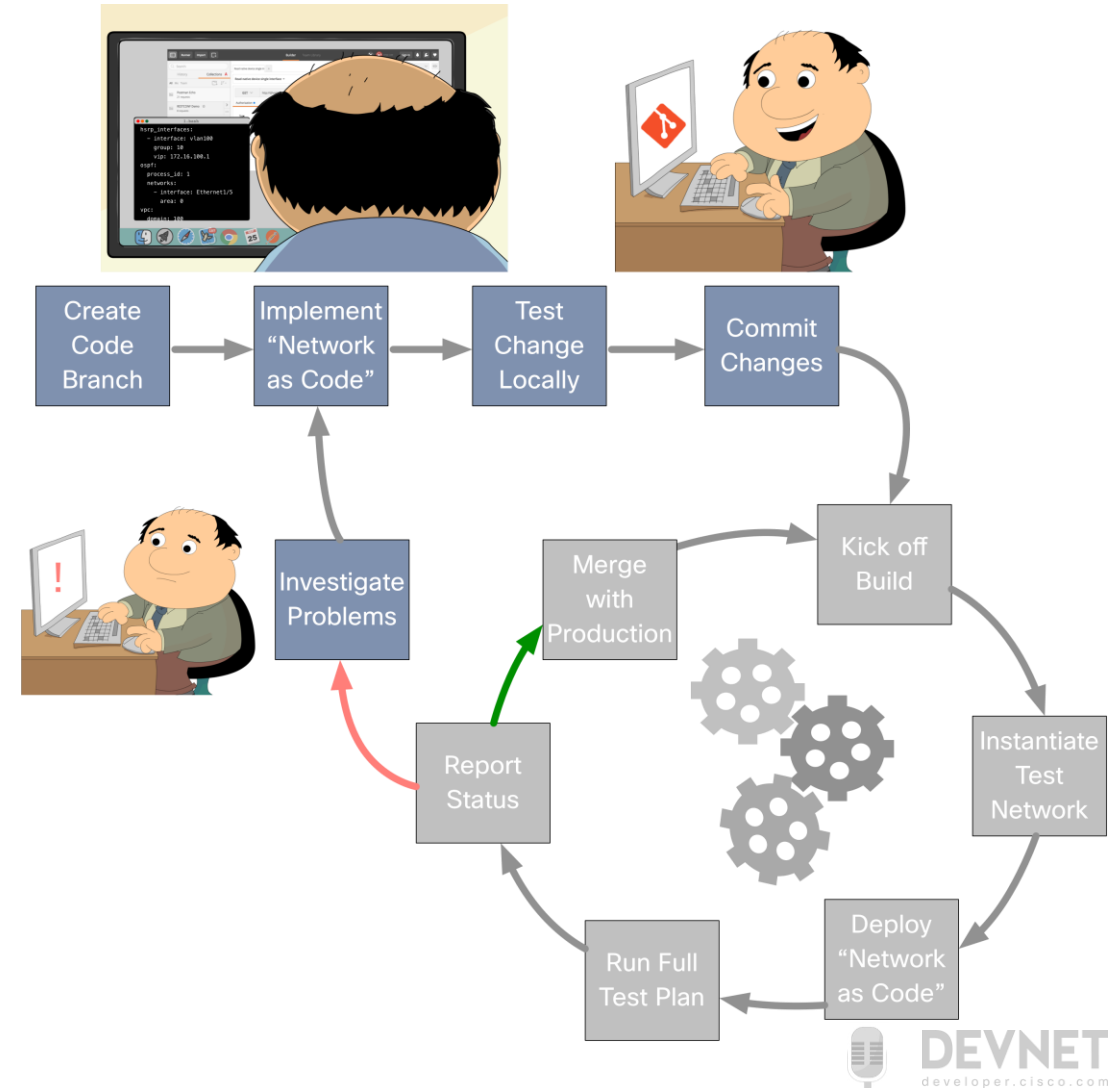 hsrp_interfaces:
- interface: vlan100
group: 10
vip: 172.16.100.1
ospf:
process_id: 1
networks:
- interface: Ethernet1/5
area: 0
vpc:
domain: 100
25
Create
Code
Branch
Implement
“Network
as Code”
Test
Change
Locally
Commit
Changes
!
Investigate
Problems
Merge
with
Production
Kick off
Build
Report
Status
Instantiate
Test
Network
Run Full
Test Plan
Deploy
“Network
as Code”
DEVNET
developer.cisco.com